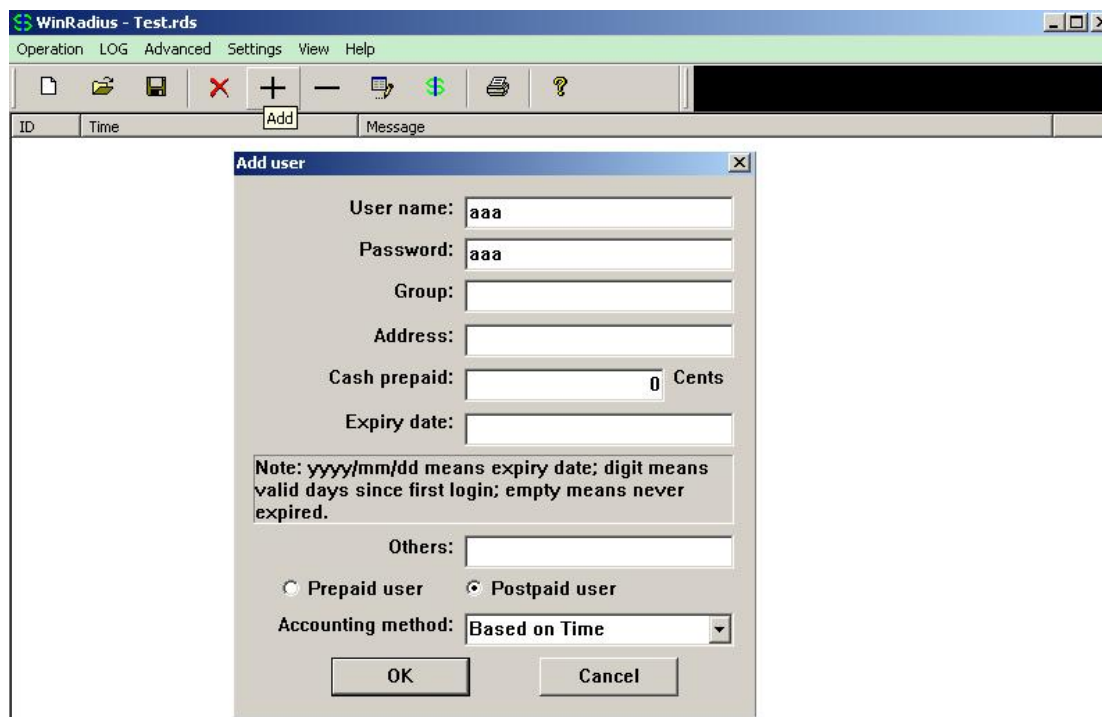 WinRadius - Test.rds
Operation LOG Advanced Settings View Help
Add
ID Time Message
Add user
User name: aaa
Password: aaa
Group:
Address:
Cash prepaid: 0 Cents
Expiry date:
Note: yyyy/mm/dd means expiry date; digit means
valid days since first login; empty means never
expired.
Others:
Prepaid user Postpaid user
Accounting method: Based on Time
OK Cancel